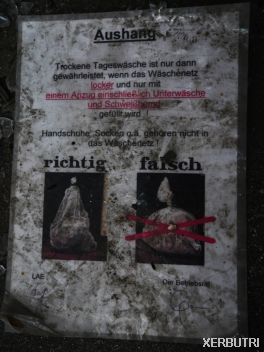 Aushang
Trockene Tageswäsche ist nur dann
gewährleistet, wenn das Wäschenetz
locker und nur mit
einem Anzug einschließlich Unterwäsche
und Schweißhemd
gefüllt wird
Handschuhe, Socken o.ä. gehören nicht in
das Wäschenetz !
richtig falsch
LAE Der Betriebsrat
XERBUTRI